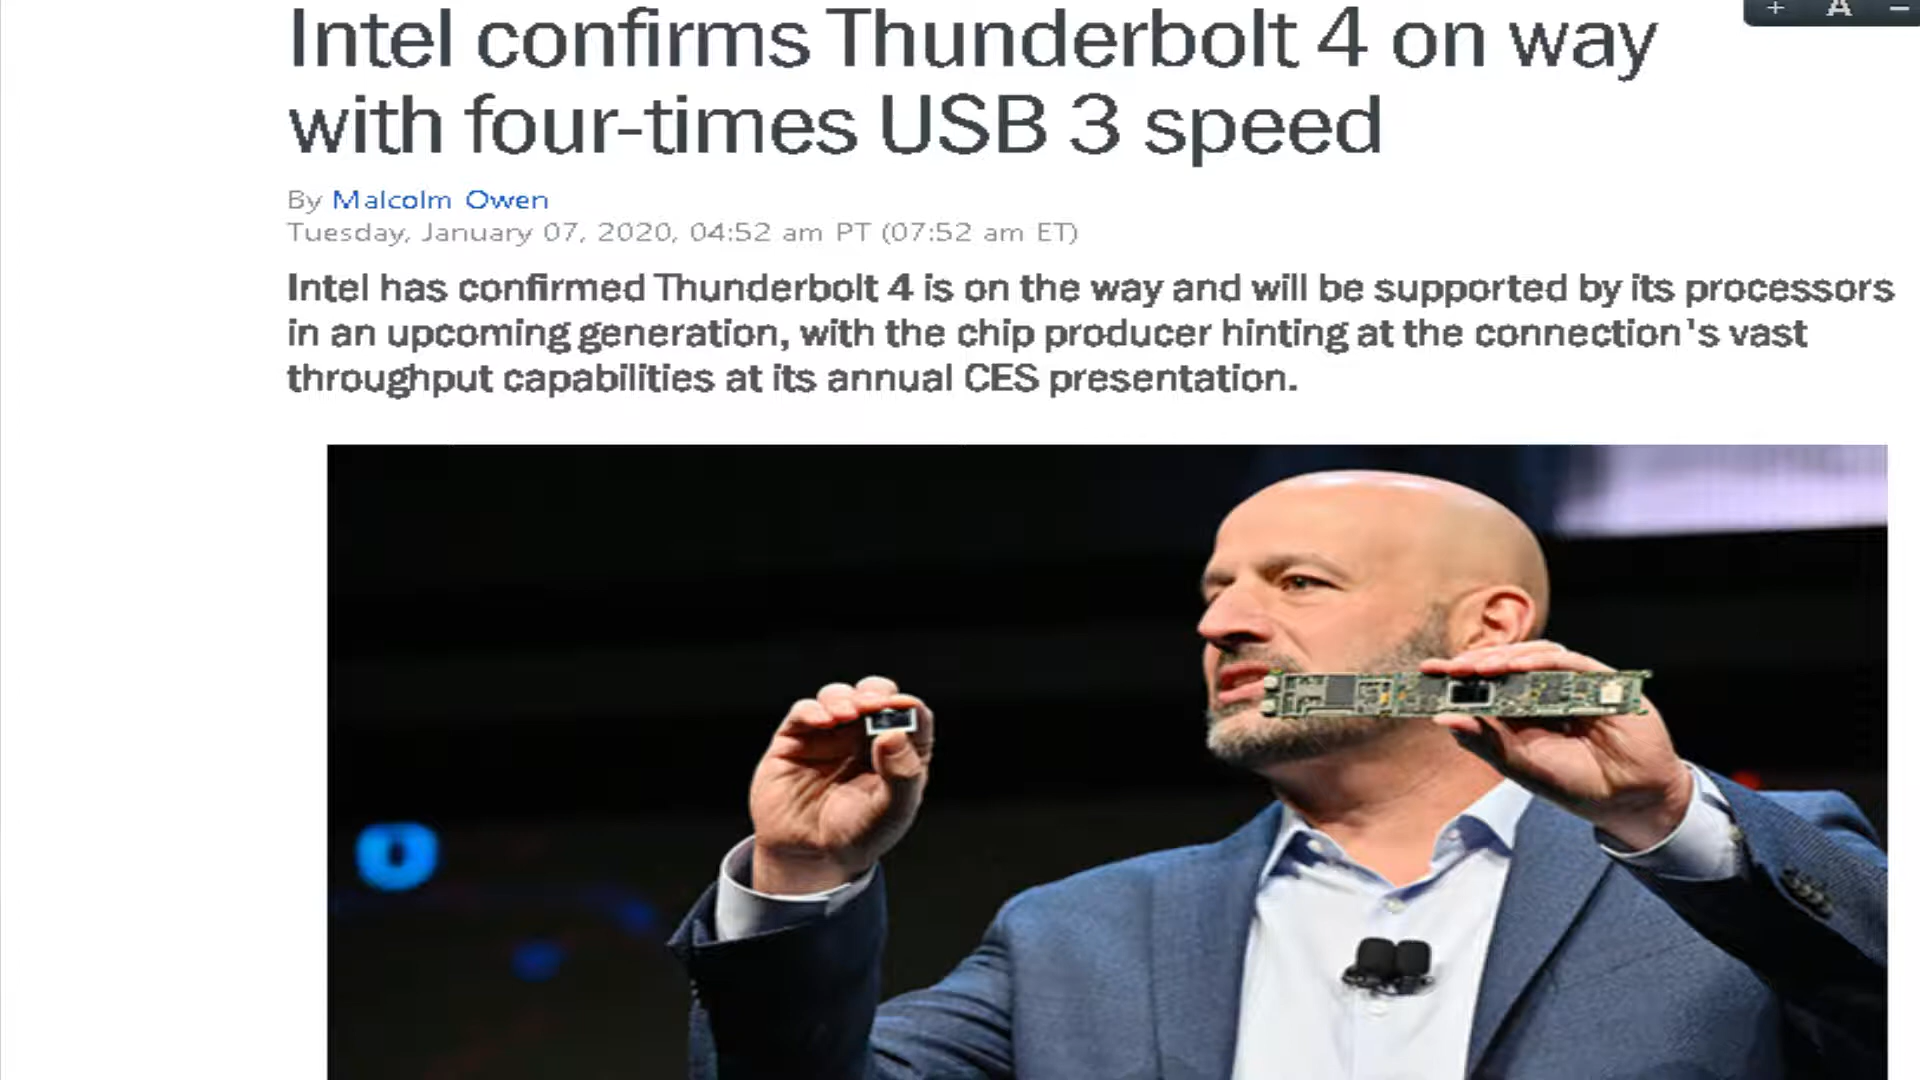 + A −
Intel confirms Thunderbolt 4 on way
with four-times USB 3 speed
By Malcolm Owen
Tuesday, January 07, 2020, 04:52 am PT (07:52 am ET)
Intel has confirmed Thunderbolt 4 is on the way and will be supported by its processors
in an upcoming generation, with the chip producer hinting at the connection's vast
throughput capabilities at its annual CES presentation.